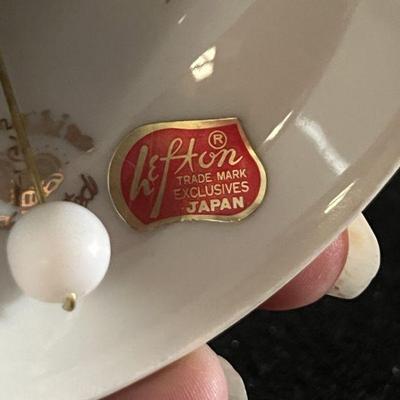 Lefton®
TRADE MARK
EXCLUSIVES
JAPAN